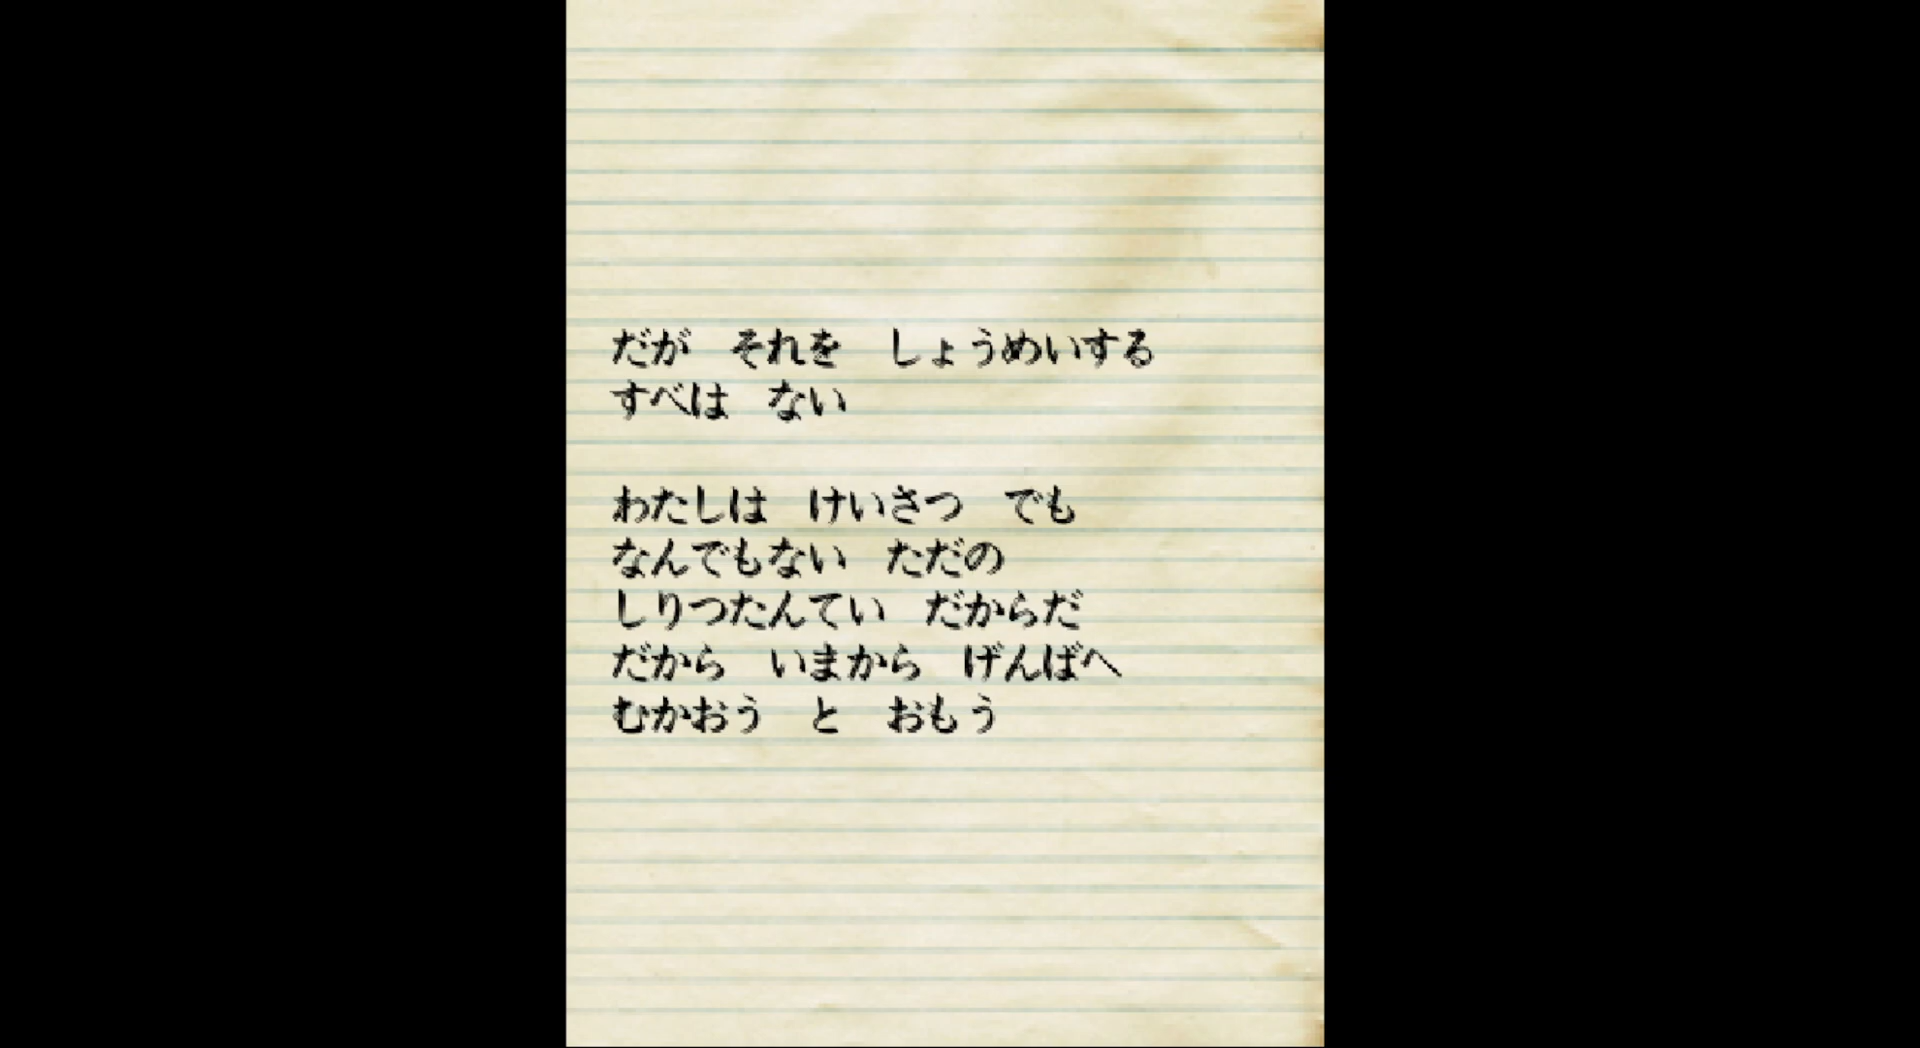 だが　それを　しょうめいする
すべは　ない
わたしは　けいさつ　でも
なんでもない　ただの
しりつたんてい　だからだ
だから　いまから　げんばへ
むかおう　と　おもう